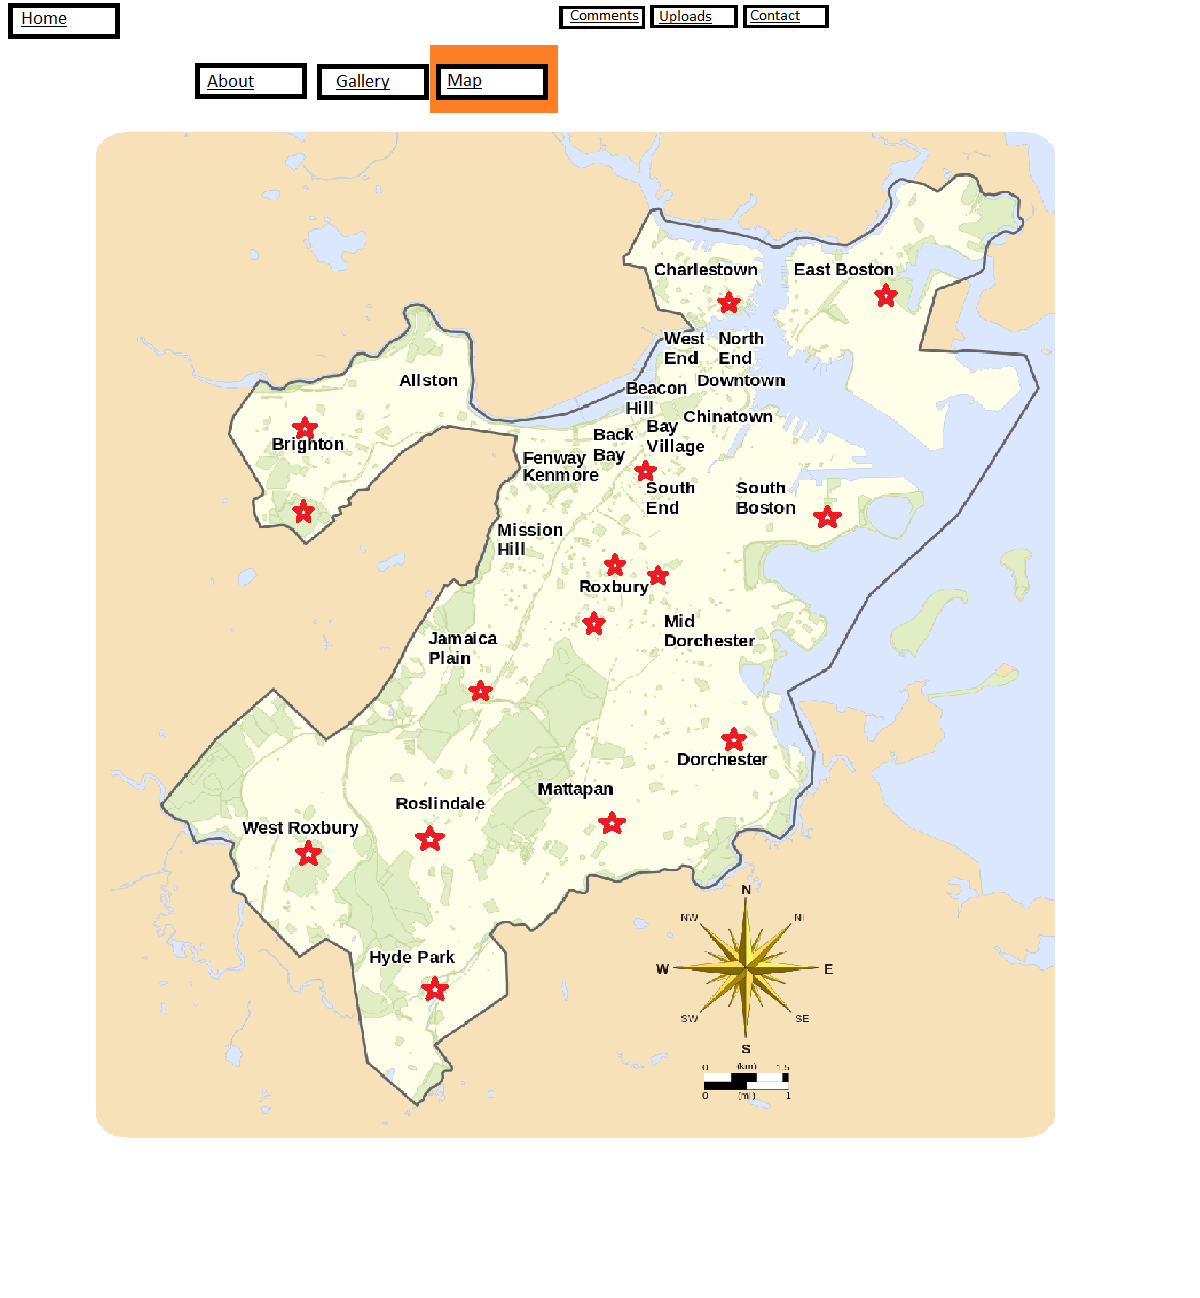 Home
Comments
Uploads
Contact
About
Gallery
Map
Charlestown
East Boston
West
End
North
End
Allston
Beacon
Hill
Downtown
Chinatown
Bay
Village
Back
Bay
Brighton
Fenway
Kenmore
South
End
South
Boston
Mission
Hill
Roxbury
Mid
Dorchester
Jamaica
Plain
Dorchester
Mattapan
Roslindale
West Roxbury
Hyde Park
N
NW
W
E
SW
SE
S
0 (km) 1.5
0 (mi) 1